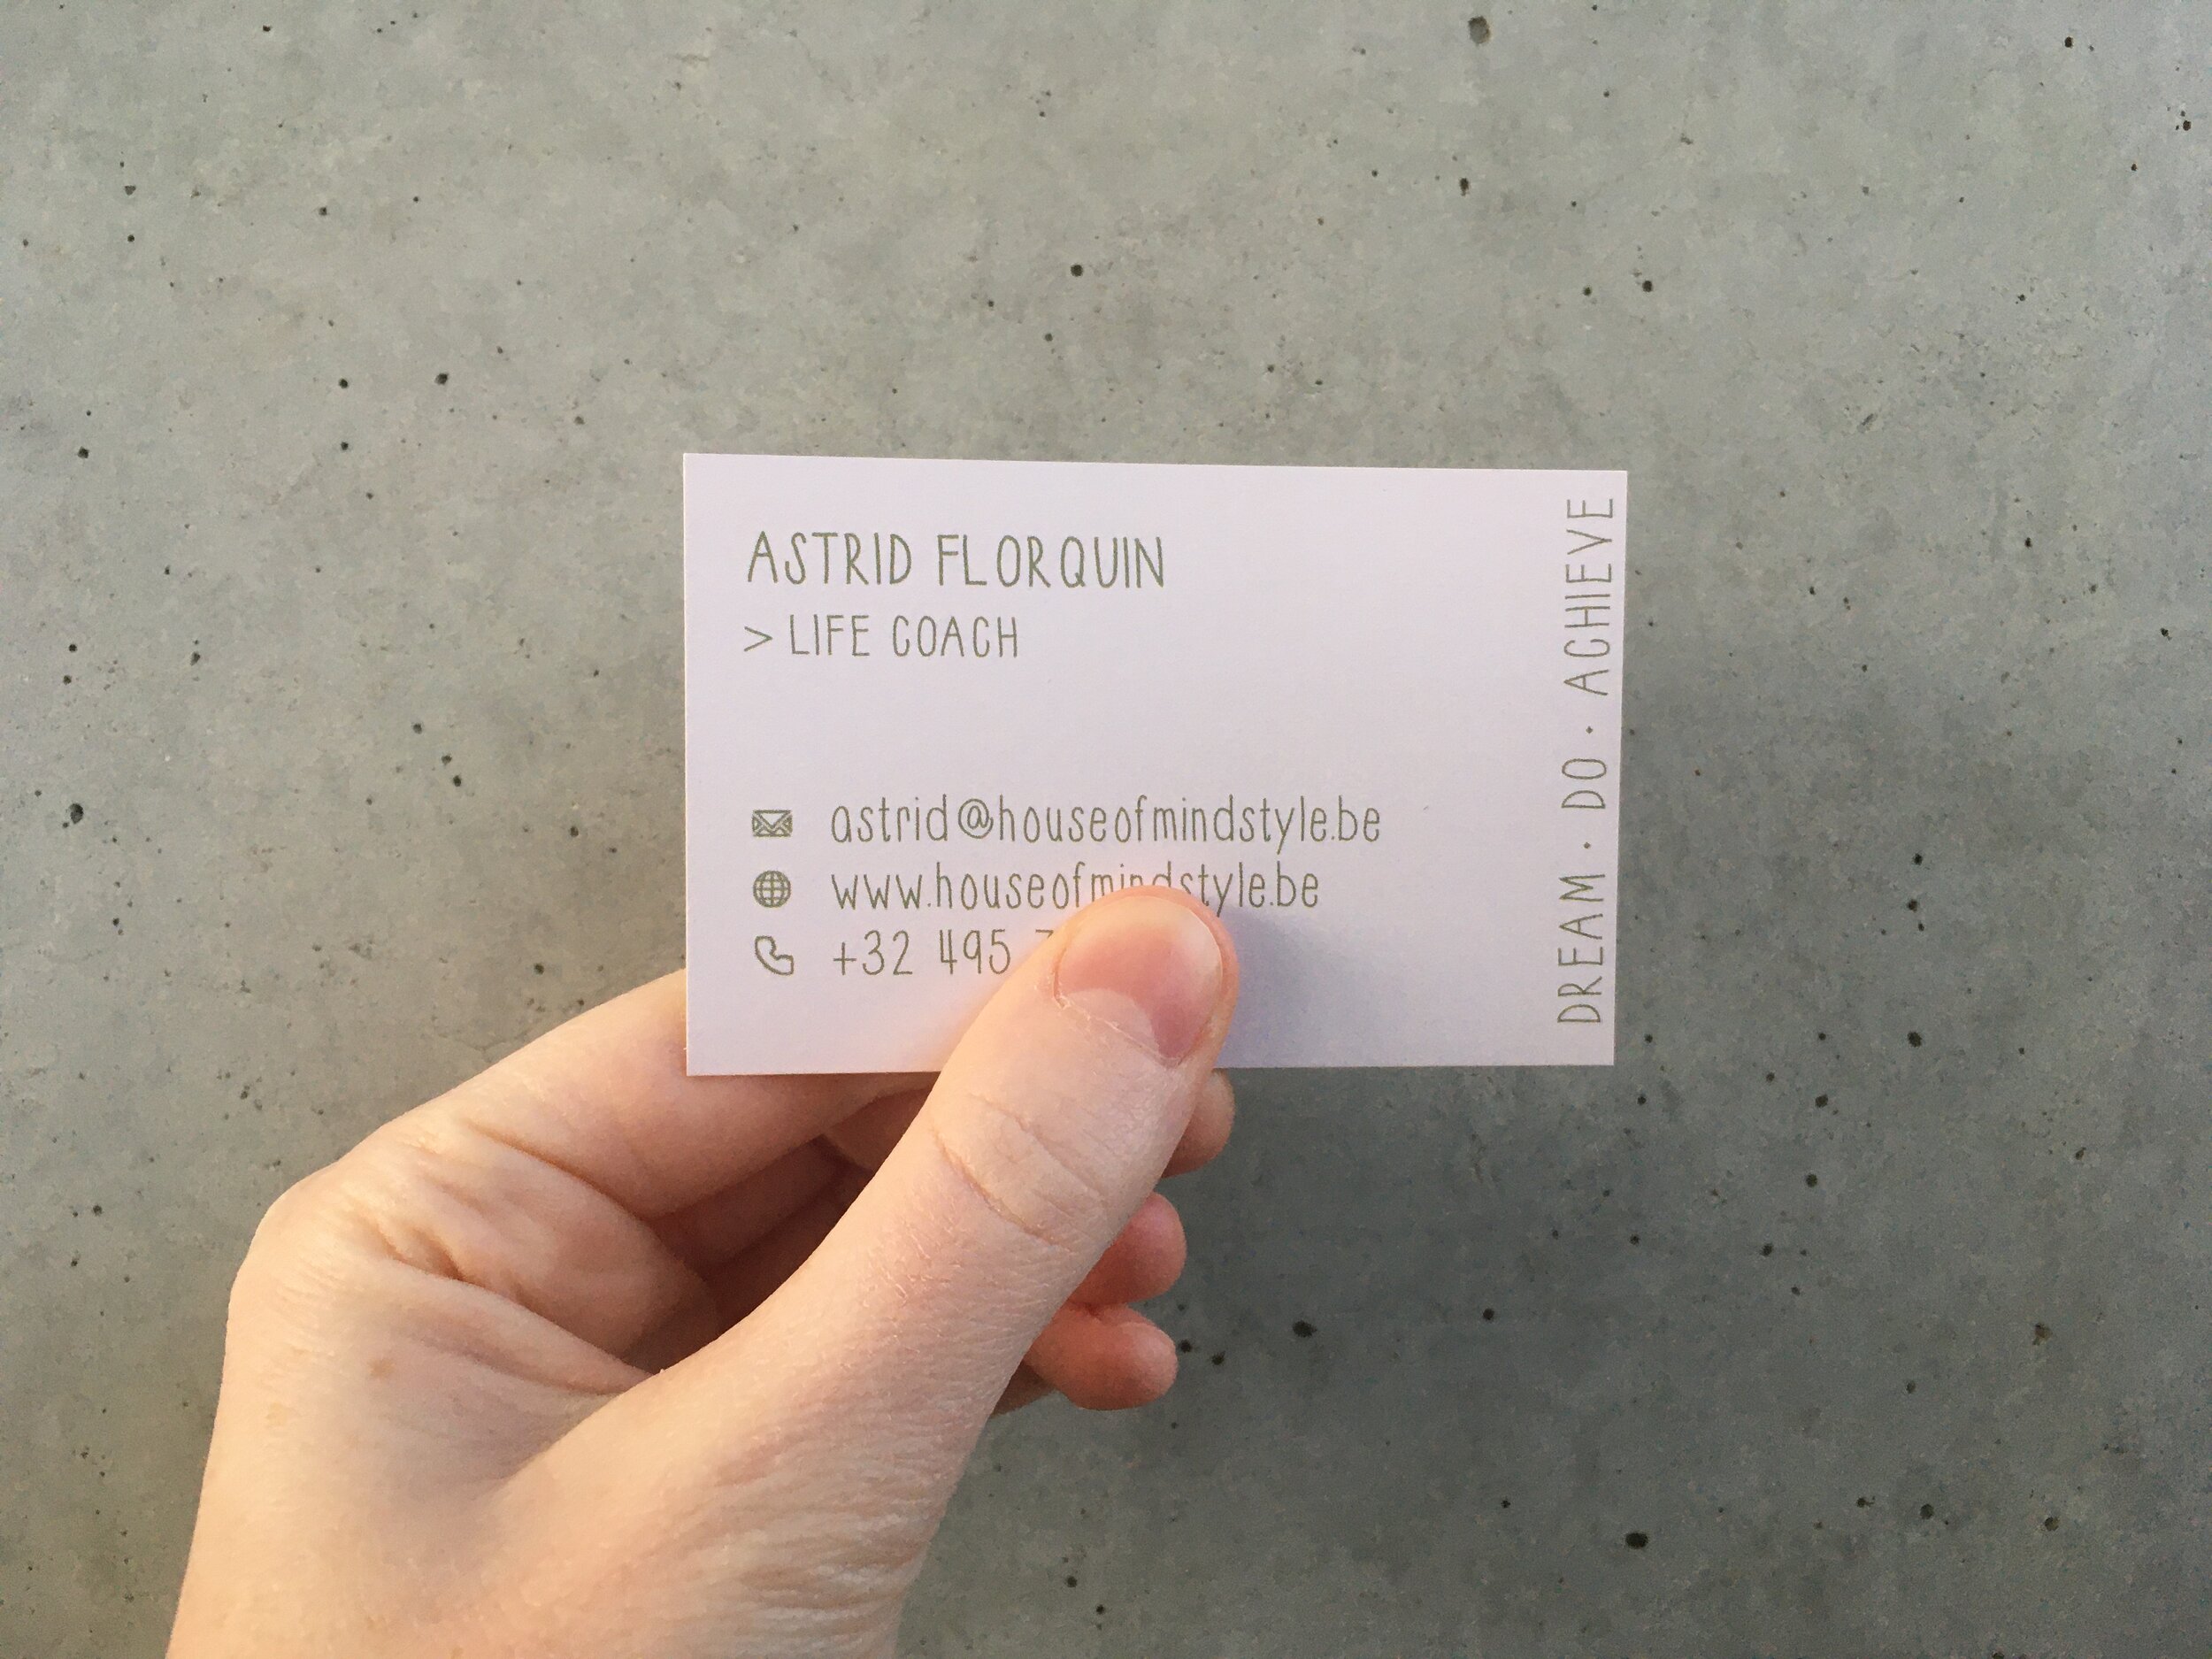 ASTRID FLORQUIN
> LIFE COACH
astrid@houseofmindstyle.be
www.houseofmindstyle.be
+32 495
DREAM · DO · ACHIEVE